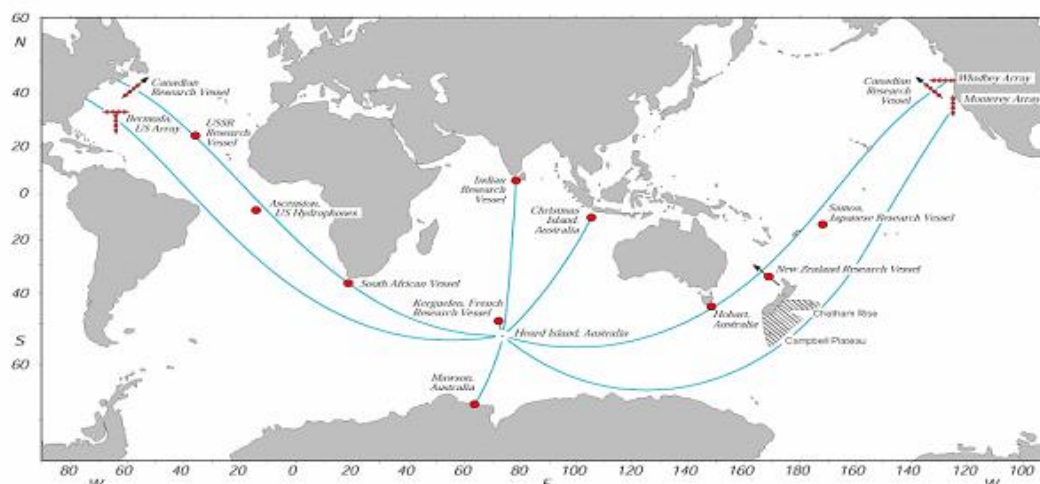 60
N
40
20
0
20
40
S
60
Canadian
Research Vessel
Bermuda,
US Array
USSR
Research
Vessel
Ascension,
US Hydrophones
South African Vessel
Indian
Research
Vessel
Christmas
Island,
Australia
Kerguelen, French
Research Vessel
Heard Island, Australia
Mawson,
Australia
Canadian
Research
Vessel
Whidbey Array
Monterey Array
Samoa,
Japanese Research Vessel
New Zealand Research Vessel
Hobart,
Australia
Chatham Rise
Campbell Plateau
80 60 40 20 0 20 40 60 80 100 120 140 160 180 160 140 120 100
W E W